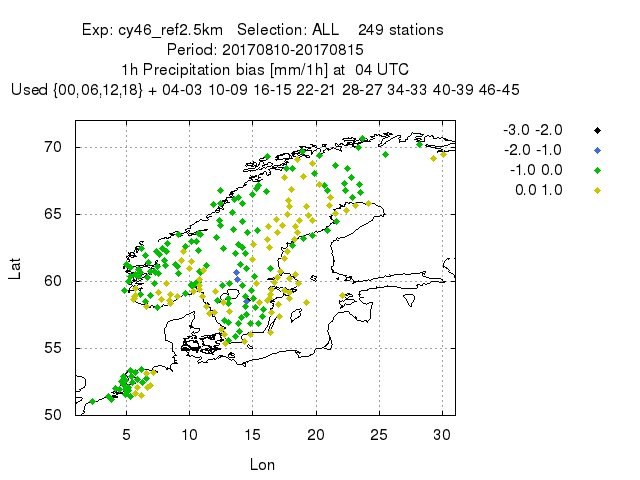 Exp: cy46_ref2.5km   Selection: ALL    249 stations
Period: 20170810-20170815
1h Precipitation bias [mm/1h] at  04 UTC
Used {00,06,12,18} + 04-03 10-09 16-15 22-21 28-27 34-33 40-39 46-45
-3.0 -2.0
-2.0 -1.0
-1.0 0.0
0.0 1.0
70
65
60
55
50
Lat
5 10 15 20 25 30
Lon